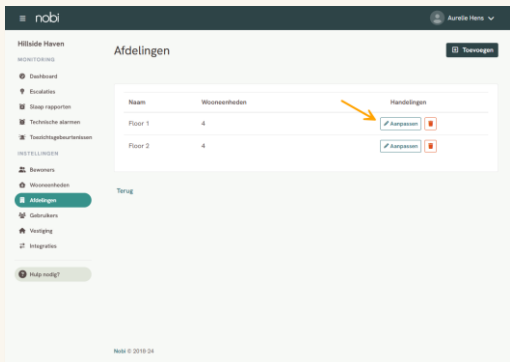 nobi
Aurelie Hens
Hillside Haven
MONITORING
Dashboard
Escalaties
Slaap rapporten
Technische alarmen
Toezichtsgebeurtenissen
INSTELLINGEN
Bewoners
Wooneenheden
Afdelingen
Gebruikers
Vestiging
Integraties
Hulp nodig?
Afdelingen
Toevoegen
Naam Wooneenheden Handelingen
Floor 1 4 Aanpassen
Floor 2 4 Aanpassen
Terug
Nobi © 2018-24